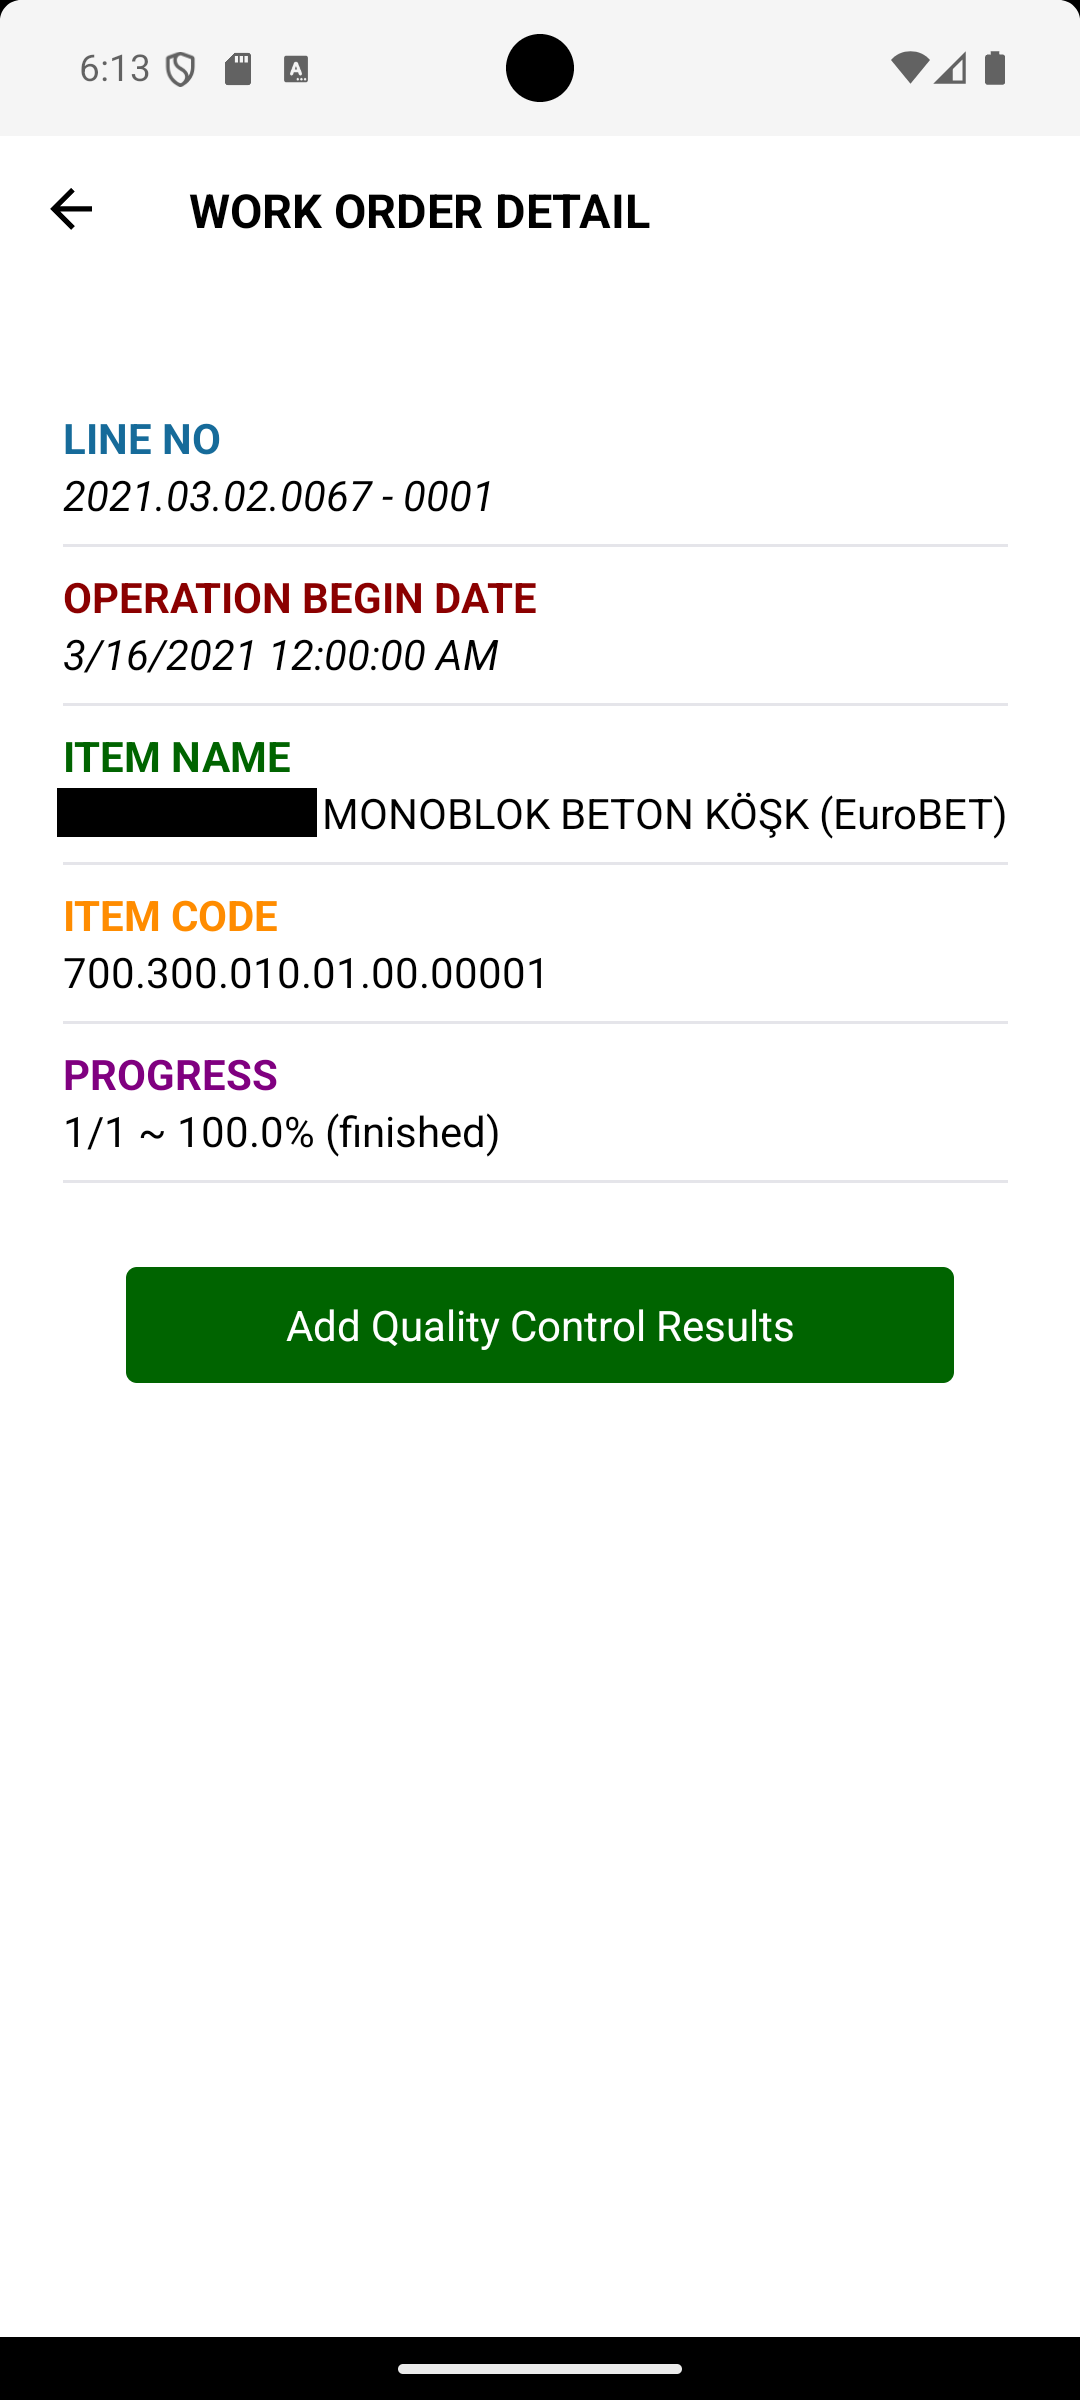 6:13
WORK ORDER DETAIL
LINE NO
2021.03.02.0067 - 0001
OPERATION BEGIN DATE
3/16/2021 12:00:00 AM
ITEM NAME
MONOBLOK BETON KÖŞK (EuroBET)
ITEM CODE
700.300.010.01.00.00001
PROGRESS
1/1 ~ 100.0% (finished)
Add Quality Control Results